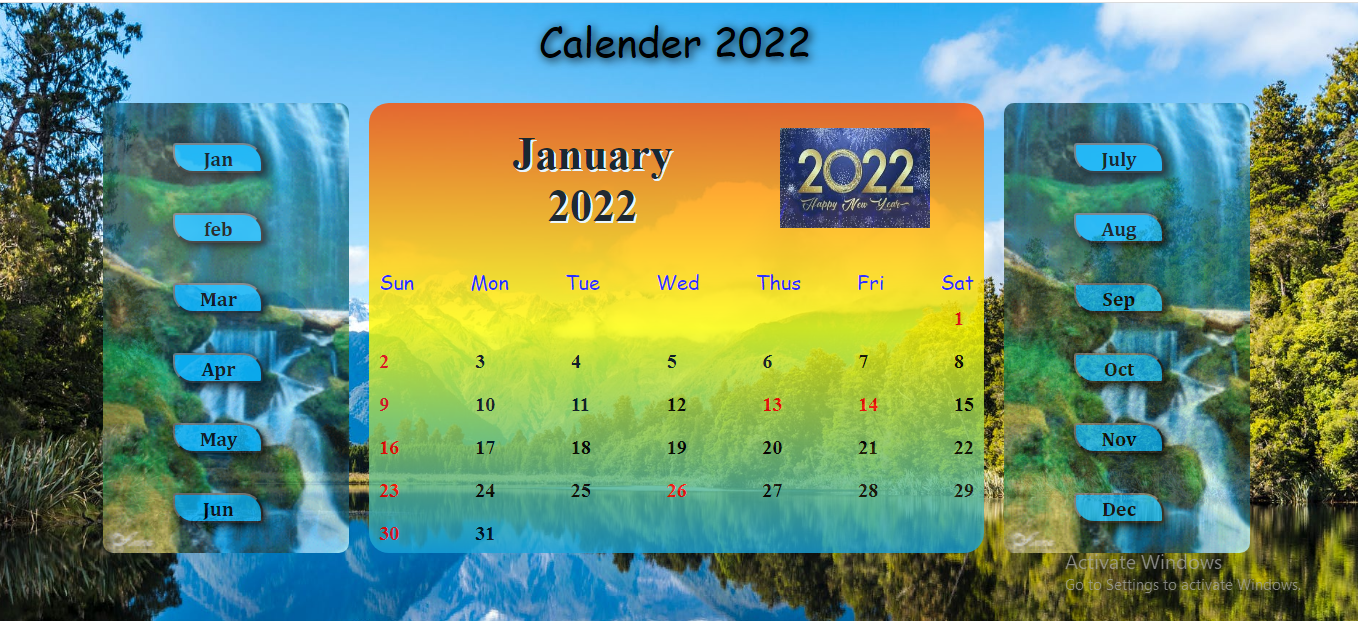 Calender 2022
Jan
feb
Mar
Apr
May
Jun
January
2022
2022
Happy New Year
Sun Mon Tue Wed Thus Fri Sat
1
2 3 4 5 6 7 8
9 10 11 12 13 14 15
16 17 18 19 20 21 22
23 24 25 26 27 28 29
30 31
July
Aug
Sep
Oct
Nov
Dec
Activate Windows
Go to Settings to activate Windows.